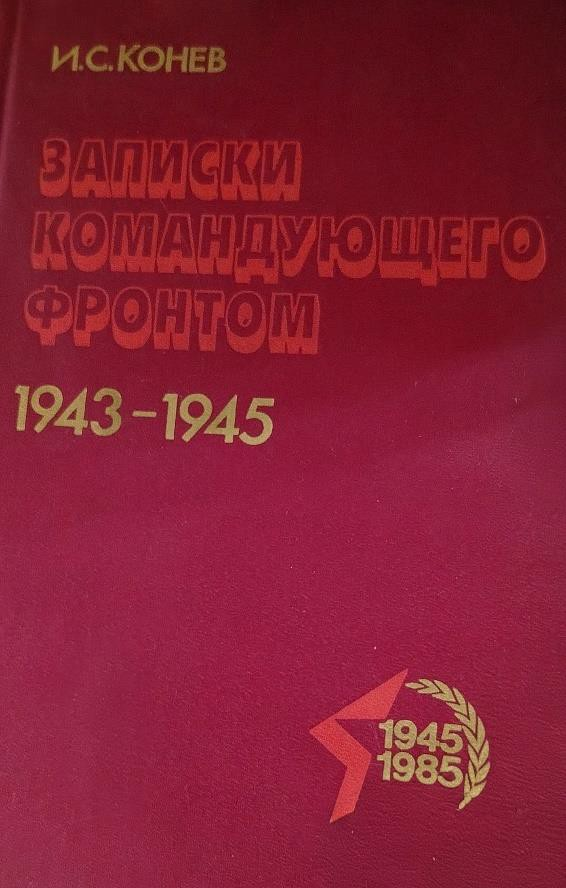 И.С.КОНЕВ
ЗАПИСКИ
КОМАНДУЮЩЕГО
ФРОНТОМ
1943-1945
1945
1985